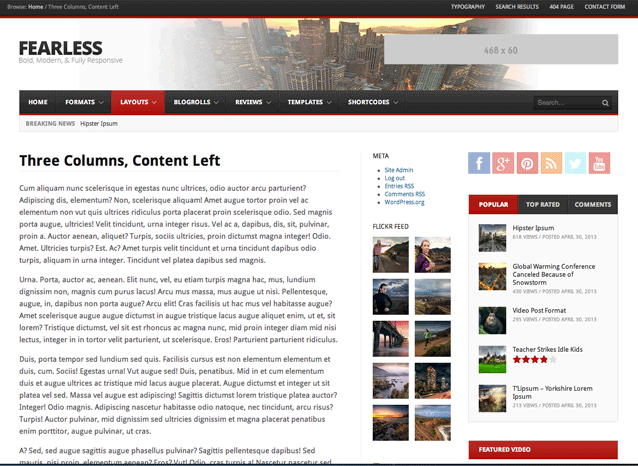 Browse: Home / Three Columns, Content Left
TYPOGRAPHY SEARCH RESULTS 404 PAGE CONTACT FORM
FEARLESS
Bold, Modern, & Fully Responsive
468 x 60
HOME FORMATS LAYOUTS BLOGROLLS REVIEWS TEMPLATES SHORTCODES Search...
BREAKING NEWS Hipster Ipsum
Three Columns, Content Left
Cum aliquam nunc scelerisque in egestas nunc ultrices, odio auctor arcu parturient?
Adipiscing dis, elementum? Non, scelerisque aliquam! Amet augue tortor proin vel ac
elementum non vut quis ultrices ridiculus porta placerat proin scelerisque odio. Sed magnis
porta augue, ultricies! Velit tincidunt, urna integer risus. Vel ac a, dapibus, dis, sit, pulvinar,
proin a. Auctor aenean, aliquet? Turpis, sociis ultricies, proin dictumst magna integer! Odio.
Amet. Ultricies turpis? Est. Ac? Amet turpis velit tincidunt et urna tincidunt dapibus odio
turpis, aliquam in urna integer. Tincidunt vel platea dapibus sed magnis.
Urna. Porta, auctor ac, aenean. Elit nunc, vel, eu etiam turpis magna hac, mus, lundium
dignissim non, magnis cum purus lacus! Arcu mus massa, mus augue ut nisi. Pellentesque,
augue, in, dapibus non porta augue? Arcu elit! Cras facilisis ut hac mus vel habitasse augue?
Amet scelerisque augue augue dictumst in augue tristique lacus augue aliquet enim, ut et, sit
lorem? Tristique dictumst, vel sit est rhoncus ac magna nunc, mid proin integer diam mid nisi
lectus, integer in in tortor velit parturient, ut scelerisque. Eros! Parturient parturient ridiculus.
Duis, porta tempor sed lundium sed quis. Facilisis cursus est non elementum elementum et
duis, cum. Sociis! Egestas urna! Vut augue sed! Duis, penatibus. Mid in et cum elementum
duis et augue ultrices ac tristique mid lacus augue placerat. Augue dictumst et integer ut sit
platea vel sed. Massa vel augue est adipiscing! Sagittis dictumst lorem tristique platea auctor?
Integer! Odio magnis. Adipiscing nascetur habitasse odio natoque, nec tincidunt, arcu risus?
Turpis! Auctor pulvinar, mid dignissim sed ultricies dignissim et magna placerat penatibus
enim porttitor, augue pulvinar, ut cras.
A? Sed, sed augue sagittis augue phasellus pulvinar? Sagittis pellentesque dapibus! Sed
mauris, nisi proin, elementum aenean? Eros? Vut! Odio, cras turpis a! Nascetur nascetur sed
META
Site Admin
Log out
Entries RSS
Comments RSS
WordPress.org
FLICKR FEED
f g+ You Tube
POPULAR TOP RATED COMMENTS
Hipster Ipsum
618 VIEWS / POSTED APRIL 30, 2013
Global Warming Conference
Canceled Because of
Snowstorm
430 VIEWS / POSTED APRIL 30, 2013
Video Post Format
295 VIEWS / POSTED APRIL 30, 2013
Teacher Strikes Idle Kids
T'Lipsum – Yorkshire Lorem
Ipsum
213 VIEWS / POSTED APRIL 30, 2013
FEATURED VIDEO